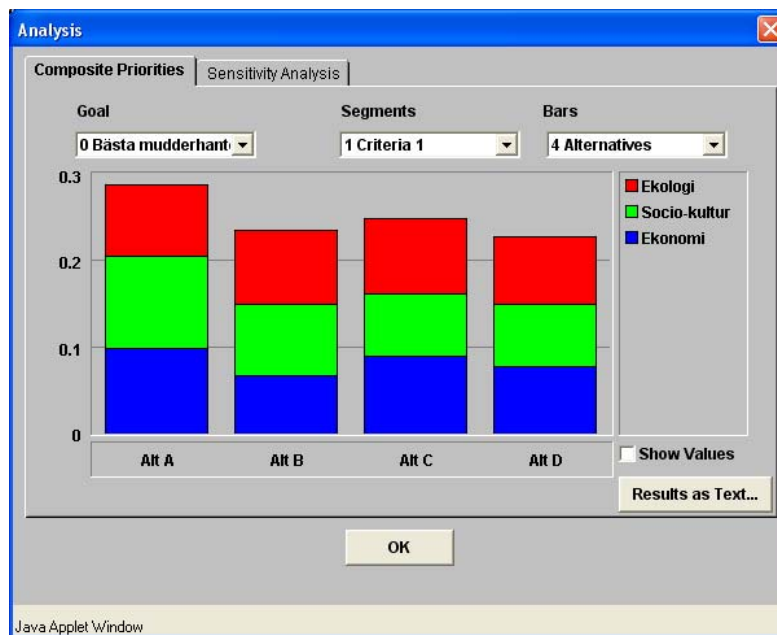 Analysis
Composite Priorities
Sensitivity Analysis
Goal
Segments
Bars
0 Bästa mudderhant
1 Criteria 1
4 Alternatives
0.3
0.2
0.1
0
Ekologi
Socio-kultur
Ekonomi
Alt A
Alt B
Alt C
Alt D
Show Values
Results as Text...
OK
Java Applet Window